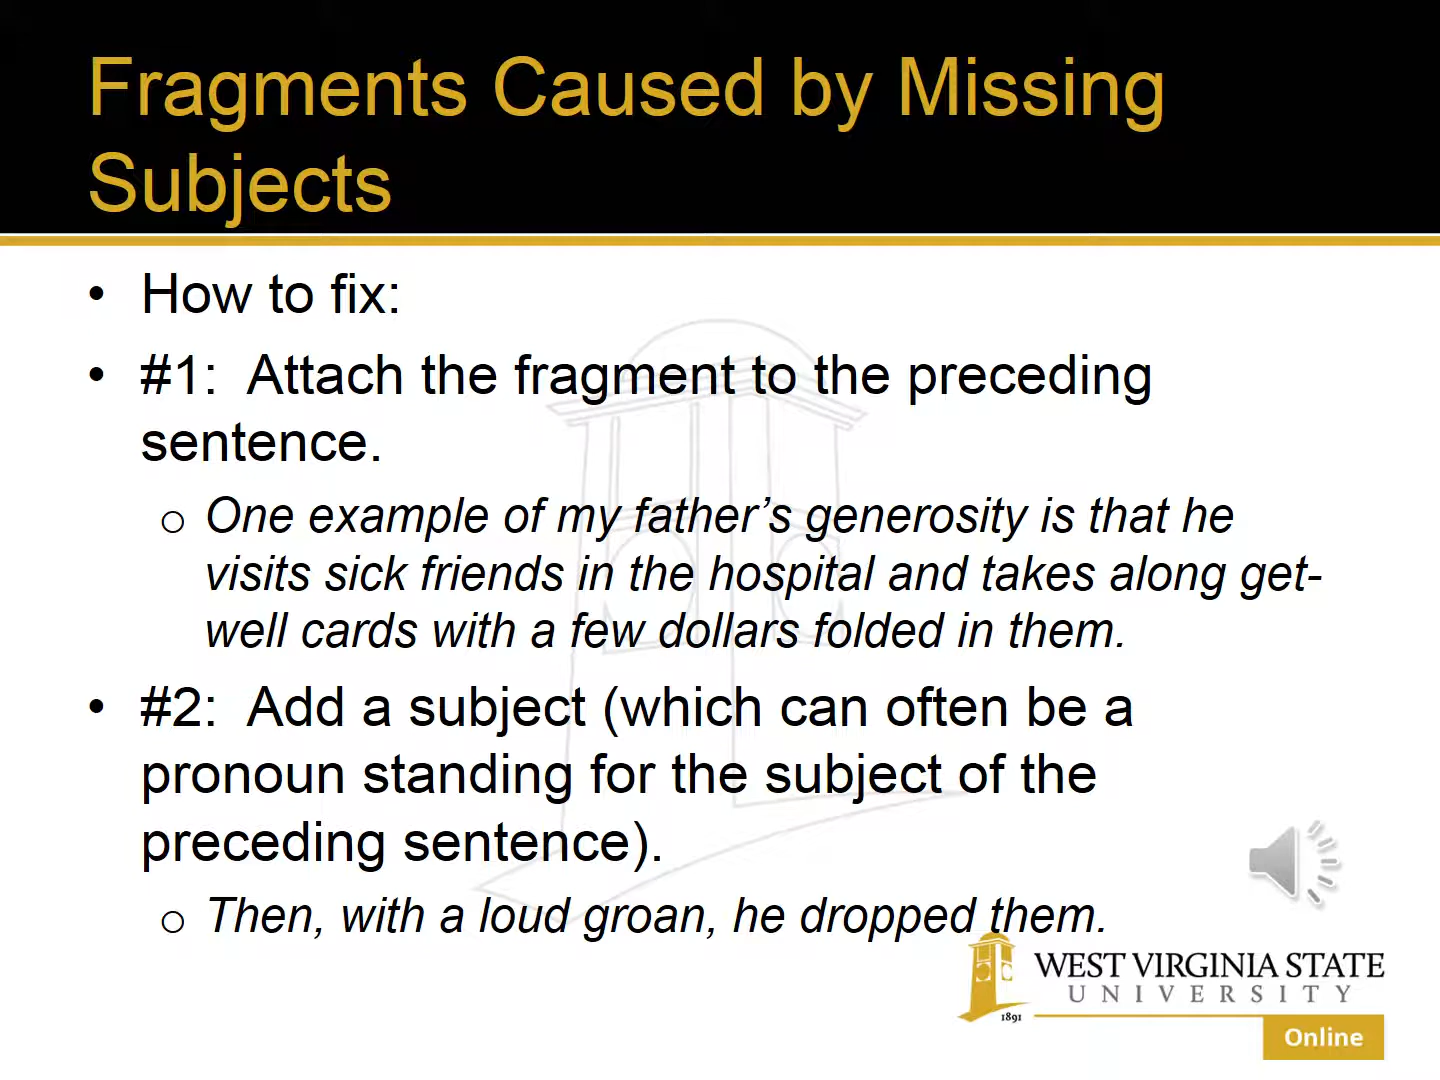 Fragments Caused by Missing
Subjects
• How to fix:
• #1:  Attach the fragment to the preceding
sentence.
o One example of my father’s generosity is that he
visits sick friends in the hospital and takes along get-
well cards with a few dollars folded in them.
• #2:  Add a subject (which can often be a
pronoun standing for the subject of the
preceding sentence).
o Then, with a loud groan, he dropped them.
WEST VIRGINIA STATE
UNIVERSITY
1891
Online